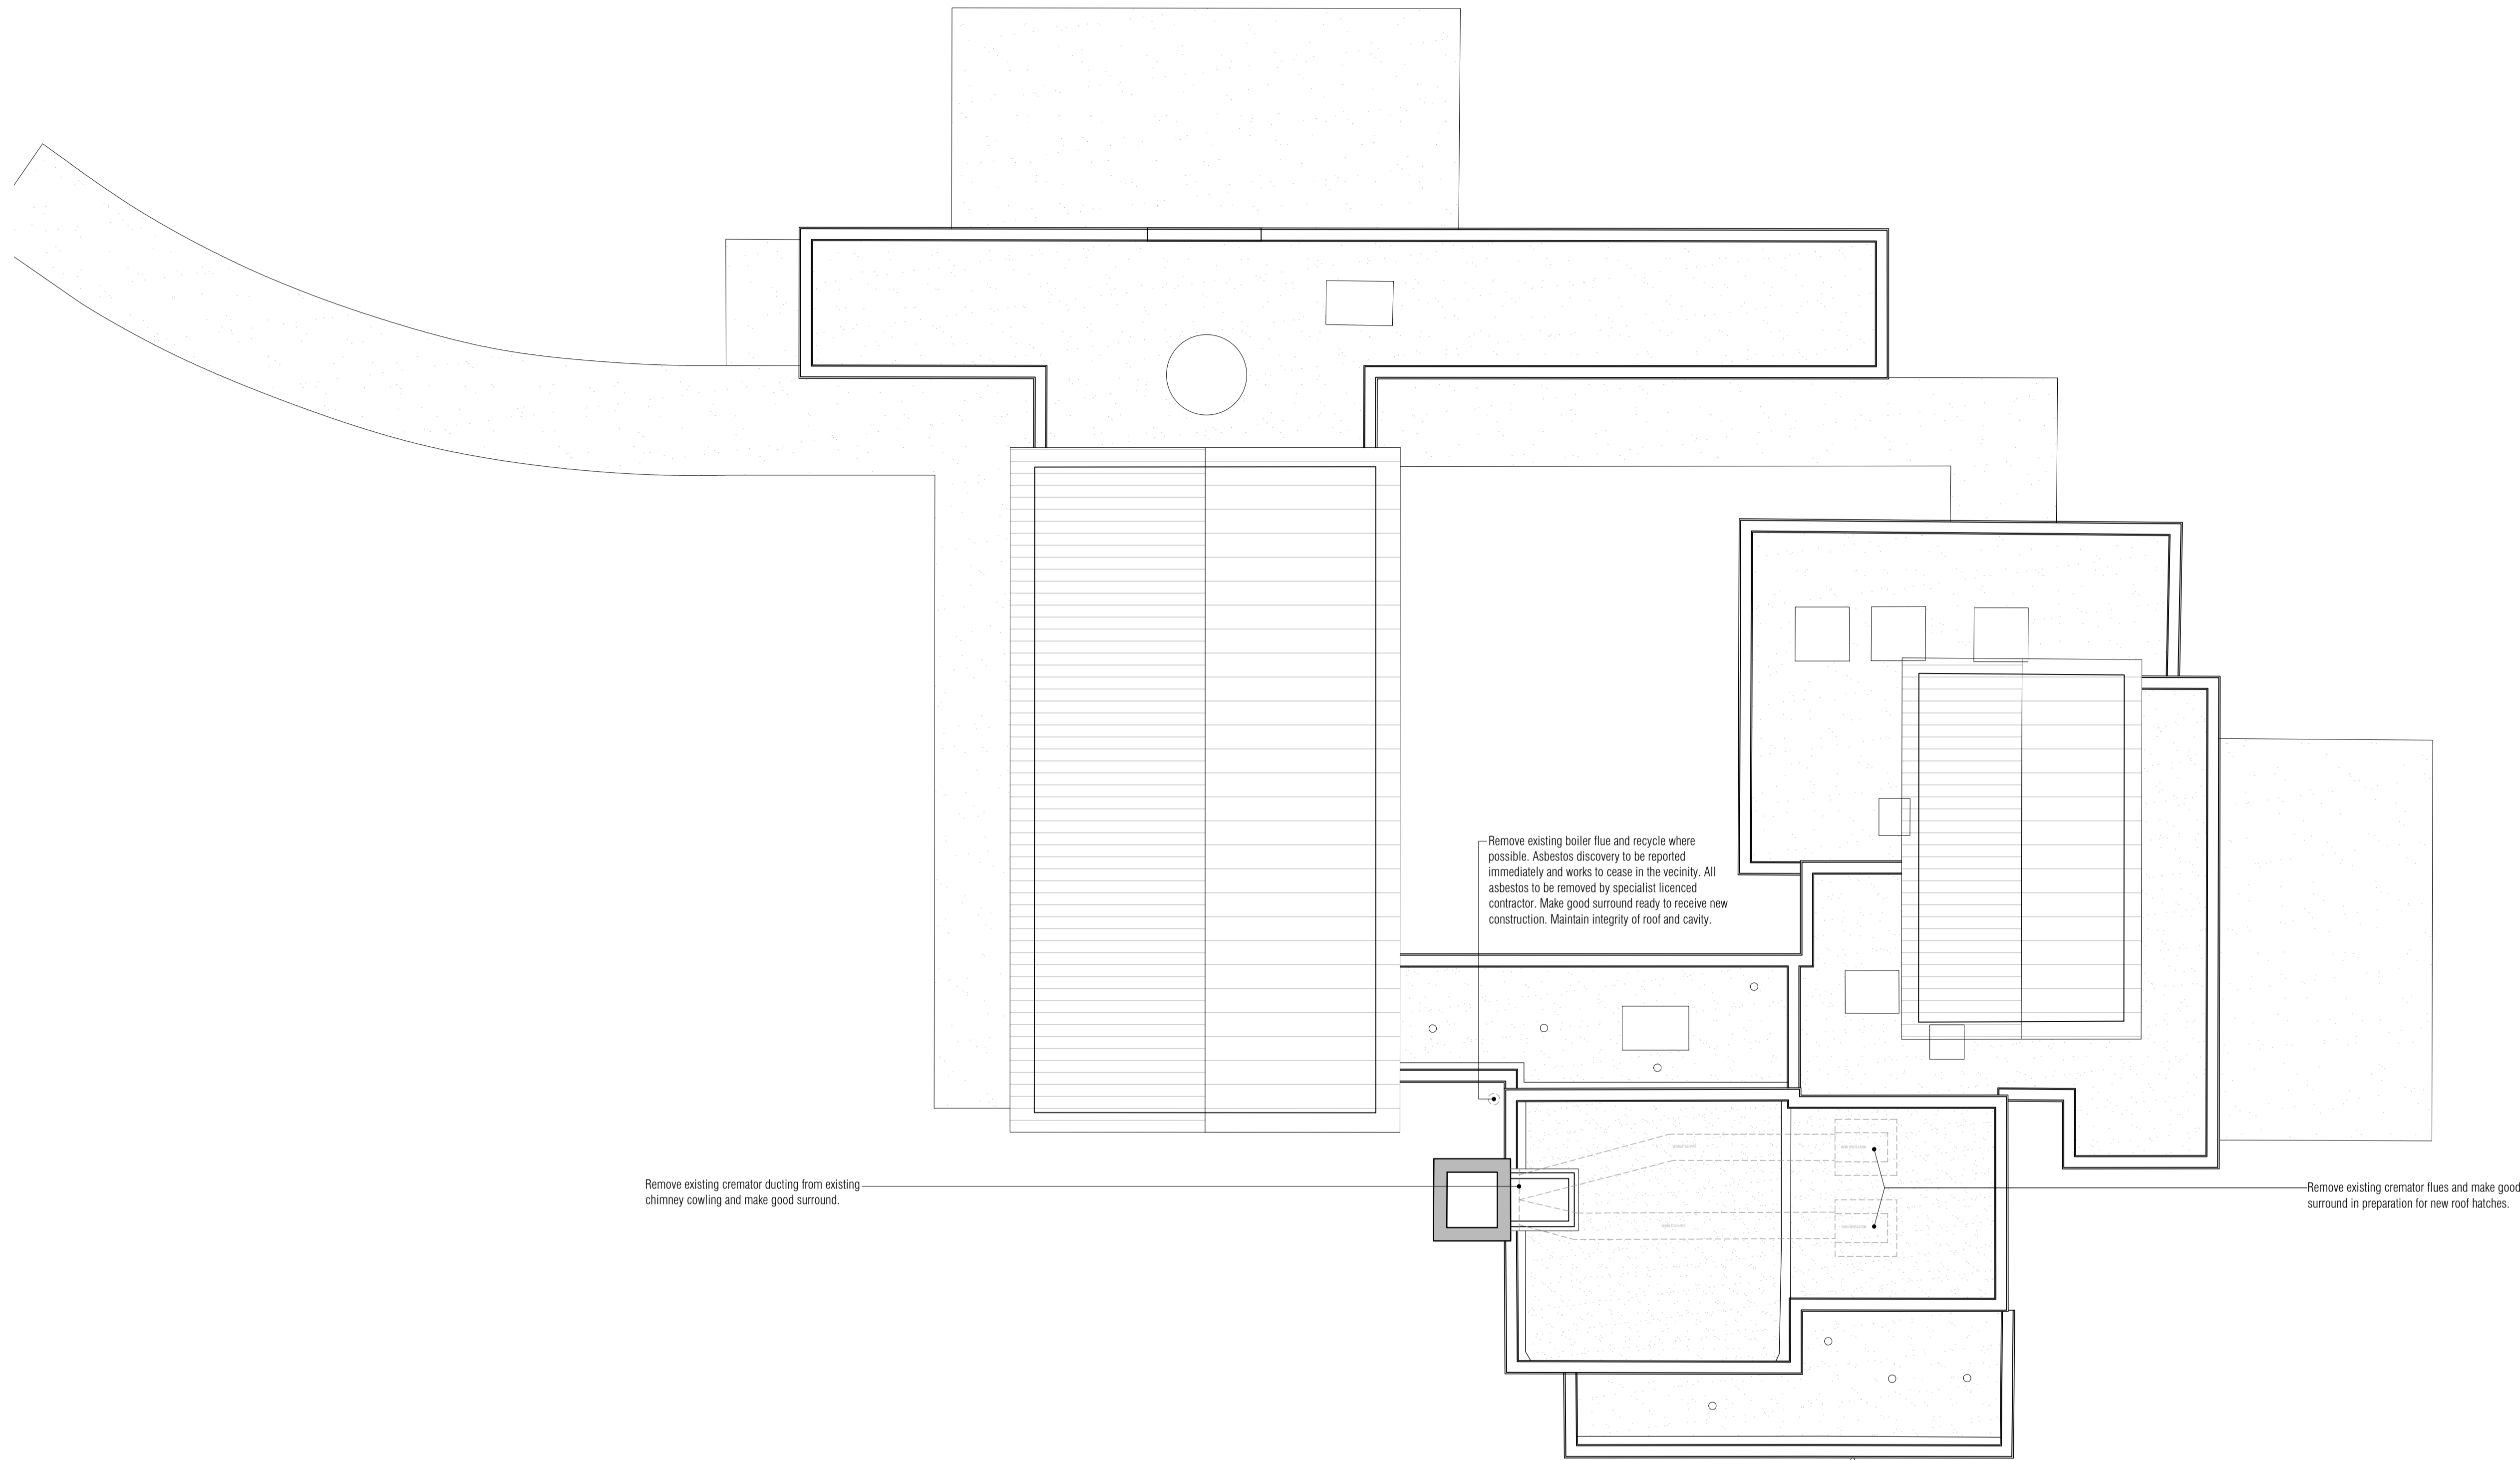 Remove existing boiler flue and recycle where
possible. Asbestos discovery to be reported
immediately and works to cease in the vecinity. All
asbestos to be removed by specialist licenced
contractor. Make good surround ready to receive new
construction. Maintain integrity of roof and cavity.
Remove existing cremator ducting from existing
chimney cowling and make good surround.
Remove existing cremator flues and make good
surround in preparation for new roof hatches.